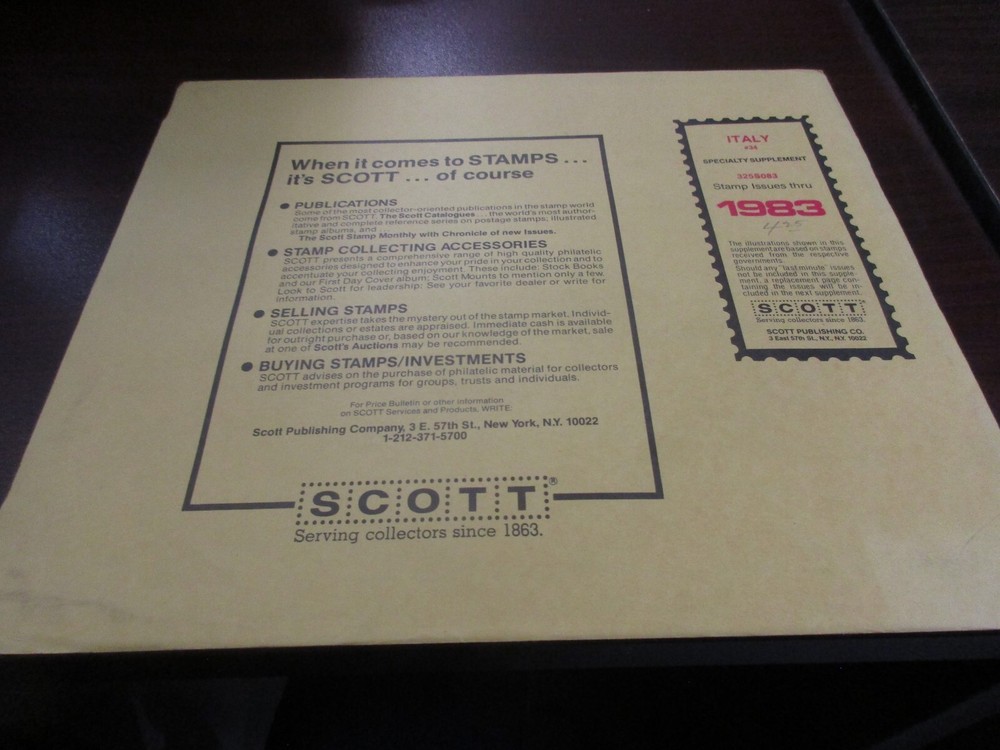 When it comes to STAMPS ...
it's SCOTT ... of course
● PUBLICATIONS
Some of the most collector-oriented publications in the stamp world
come from SCOTT. The Scott Catalogues ... the world's most author-
itative and complete reference series on postage stamps; illustrated
stamp albums, and
The Scott Stamp Monthly with Chronicle of new Issues.
● STAMP COLLECTING ACCESSORIES
SCOTT presents a comprehensive range of high quality philatelic
accessories designed to enhance your pride in your collection and to
accentuate your collecting enjoyment. These include: Stock Books
and our First Day Cover album; Scott Mounts to mention only a few.
Look to Scott for leadership: See your favorite dealer or write for
information.
● SELLING STAMPS
SCOTT expertise takes the mystery out of the stamp market. Individ-
ual collections or estates are appraised. Immediate cash is available
for outright purchase or, based on our knowledge of the market, sale
at one of Scott's Auctions may be recommended.
● BUYING STAMPS/INVESTMENTS
SCOTT advises on the purchase of philatelic material for collectors
and investment programs for groups, trusts and individuals.
For Price Bulletin or other information
on SCOTT Services and Products, WRITE:
Scott Publishing Company, 3 E. 57th St., New York, N.Y. 10022
1-212-371-5700
SCOTT®
Serving collectors since 1863.
ITALY
#34
SPECIALTY SUPPLEMENT
325S083
Stamp Issues thru
1983
495
The illustrations shown in this
supplement are based on stamps
received from the respective
governments.
Should any "last minute" issues
not be included in this supple-
ment, a replacement page con-
taining the issues will be in-
cluded in the next supplement.
SCOTT
Serving collectors since 1863.
SCOTT PUBLISHING CO.
3 East 57th St., N.Y., N.Y. 10022